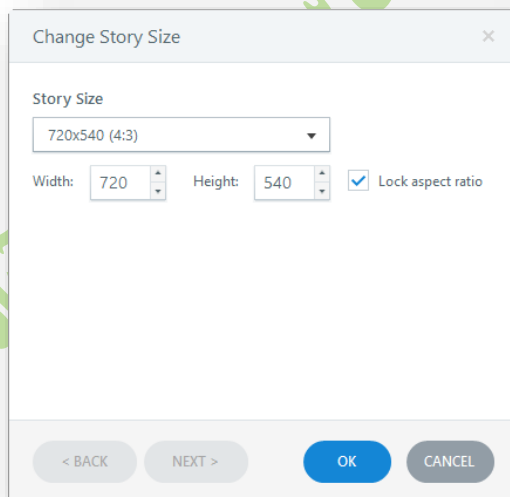 Change Story Size
Story Size
720x540 (4:3)
Width: 720 Height: 540 Lock aspect ratio
< BACK NEXT > OK CANCEL